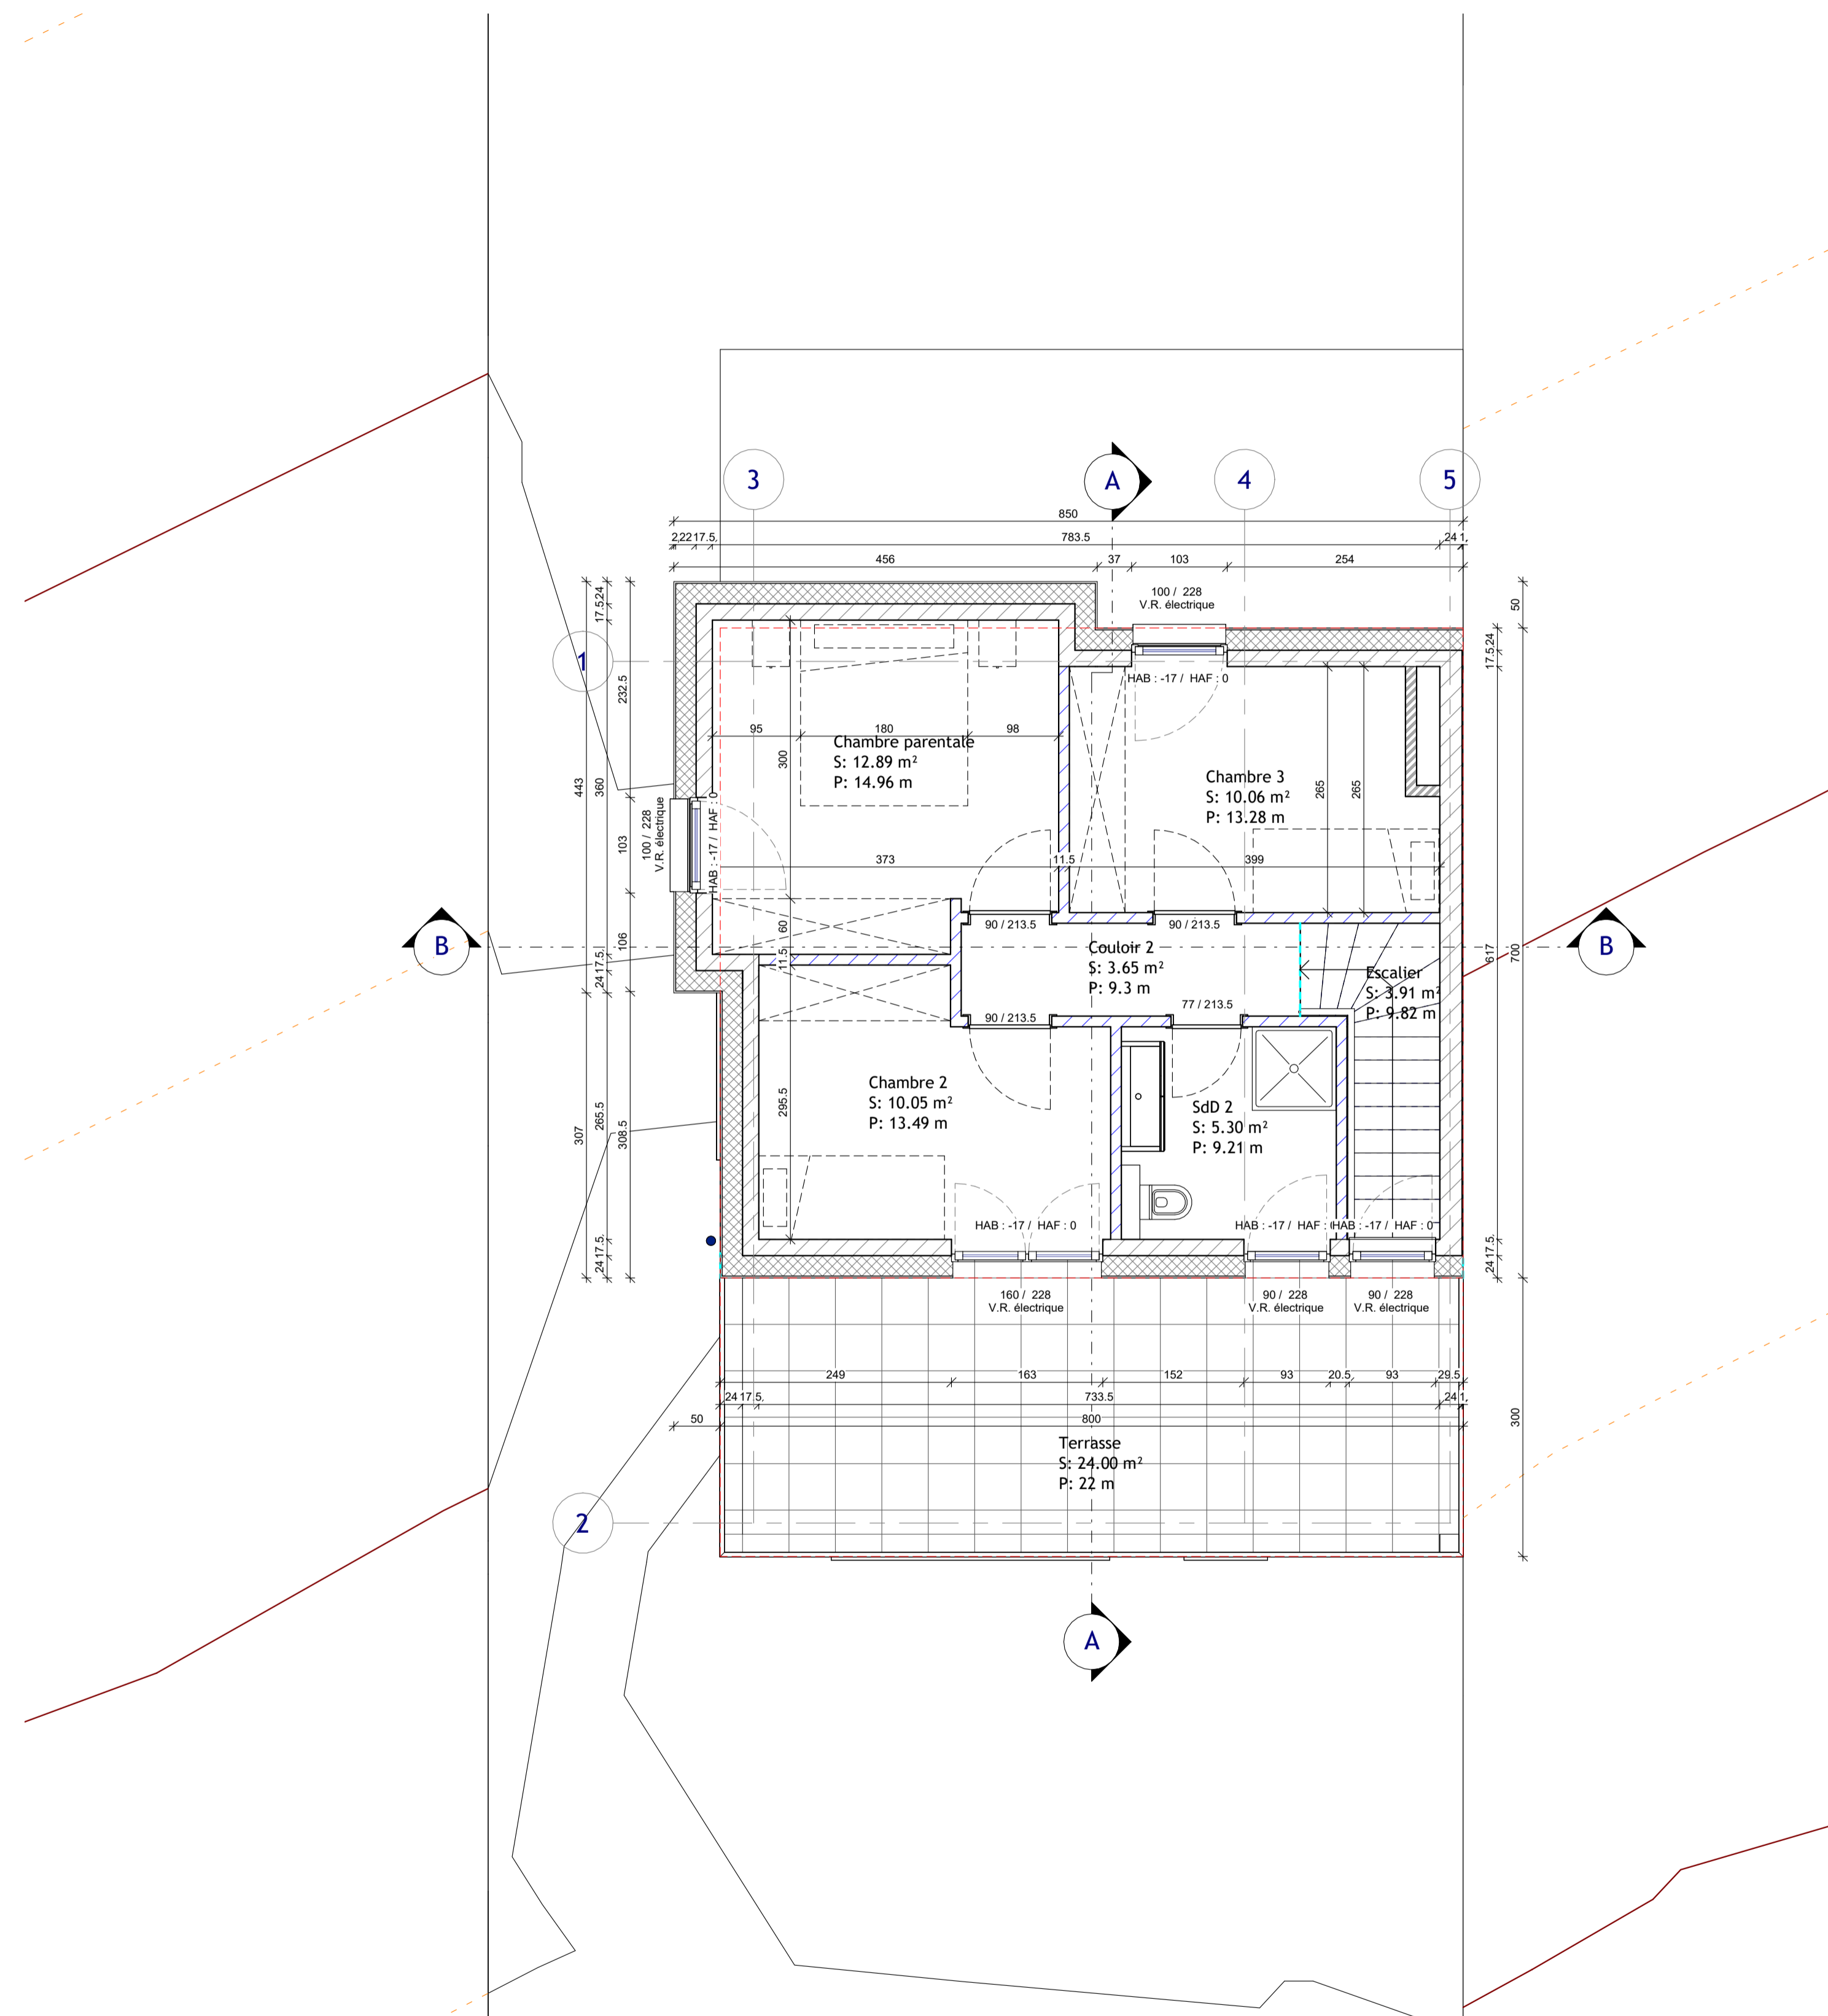 3
A
4
5
850
2,2217.5,
783.5
24 1,
456
37
103
254
100 / 228
V.R. électrique
HAB : -17 / HAF : 0
1
443
307
17.5,24
360
24 17.5,
265.5
24 17.5,
232.5
103
106
308.5
100 / 228
V.R. électrique
HAB : -17 / HAF : 0
95
180
98
300
Chambre parentale
S: 12.89 m²
P: 14.96 m
Chambre 3
S: 10.06 m²
P: 13.28 m
265
265
373
11.5
399
60
11.5
90 / 213.5
90 / 213.5
B
Couloir 2
S: 3.65 m²
P: 9.3 m
Escalier
S: 3.91 m²
P: 9.82 m
B
90 / 213.5
77 / 213.5
Chambre 2
S: 10.05 m²
P: 13.49 m
295.5
SdD 2
S: 5.30 m²
P: 9.21 m
HAB : -17 / HAF : 0
HAB : -17 / HAF :
HAB : -17 / HAF : 0
50
17.5,24
617
700
24 17.5,
300
160 / 228
V.R. électrique
90 / 228
V.R. électrique
90 / 228
V.R. électrique
249
163
152
93
20.5
93
29.5
24 17.5,
733.5
24 1,
50
800
Terrasse
S: 24.00 m²
P: 22 m
2
A